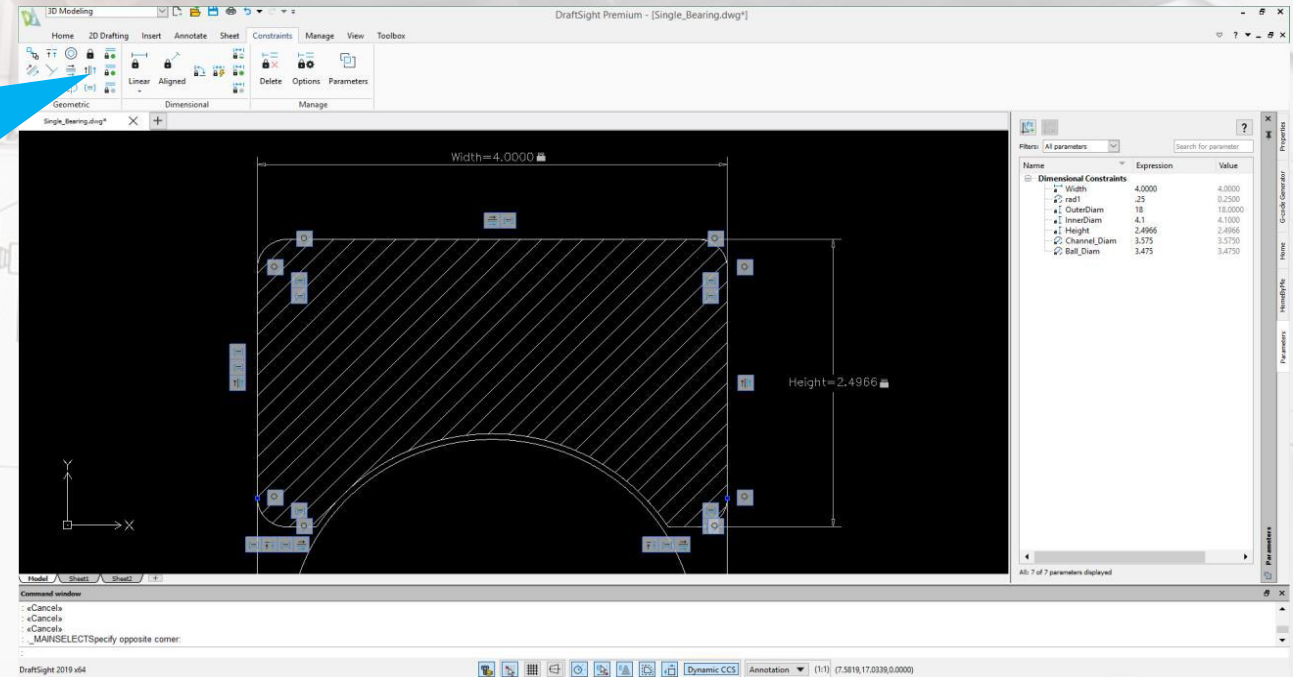 3D Modeling
DraftSight Premium - [Single_Bearing.dwg*]
Home 2D Drafting Insert Annotate Sheet Constraints Manage View Toolbox
Linear Aligned Delete Options Parameters
Geometric Dimensional Manage
Single_Bearing.dwg*
Width=4.0000
Height=2.4966
Y
X
Filters: All parameters Search for parameter
Name Expression Value
Dimensional Constraints
Width 4.0000 4.0000
rad1 .25 0.2500
OuterDiam 18 18.0000
InnerDiam 4.1 4.1000
Height 2.4966 2.4966
Channel_Diam 3.575 3.5750
Ball_Diam 3.475 3.4750
All: 7 of 7 parameters displayed
Properties
G-code Generator
Home
HomeByMe
Parameters
Parameters
Model Sheet1 Sheet2
Command window
: «Cancel»
: «Cancel»
: «Cancel»
: _MAINSELECTSpecify opposite corner:
:
DraftSight 2019 x64 Dynamic CCS Annotation (1:1) (7.5819,17.0339,0.0000)